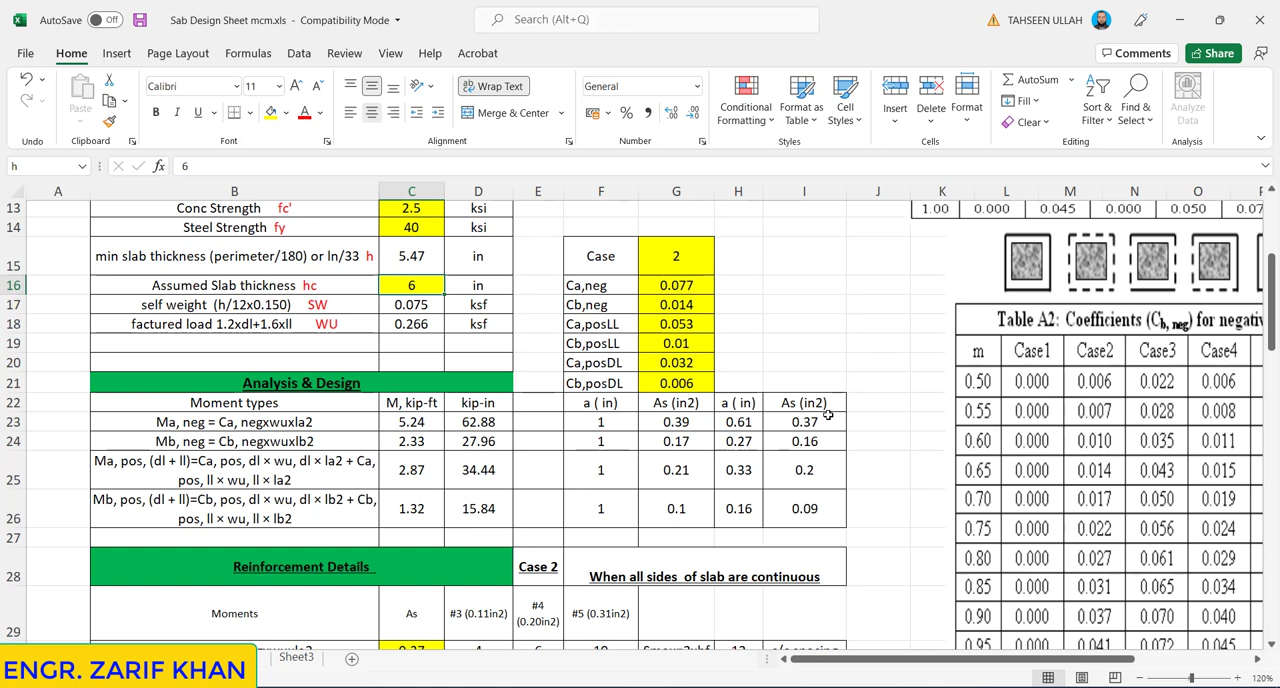 AutoSave Off Sab Design Sheet mcm.xls - Compatibility Mode Search (Alt+Q) TAHSEEN ULLAH
File Home Insert Page Layout Formulas Data Review View Help Acrobat Comments Share
Paste Calibri 11 Wrap Text General Conditional Formatting Format as Table Cell Styles Insert Delete Format AutoSum Sort & Filter Find & Select Analyze Data
B I U Merge & Center % Fill
Clear
Undo Clipboard Font Alignment Number Styles Cells Editing Analysis
h fx 6
A B C D E F G H I J K L M N O
13 Conc Strength fc' 2.5 ksi 1.00 0.000 0.045 0.000 0.050
14 Steel Strength fy 40 ksi
15 min slab thickness (perimeter/180) or ln/33 h 5.47 in Case 2
16 Assumed Slab thickness hc 6 in Ca,neg 0.077
17 self weight (h/12x0.150) SW 0.075 ksf Cb,neg 0.014
18 factured load 1.2xdl+1.6xll WU 0.266 ksf Ca,posLL 0.053
19 Cb,posLL 0.01
20 Ca,posDL 0.032
21 Analysis & Design Cb,posDL 0.006
22 Moment types M, kip-ft kip-in a ( in) As (in2) a ( in) As (in2)
23 Ma, neg = Ca, negxwuxla2 5.24 62.88 1 0.39 0.61 0.37
24 Mb, neg = Cb, negxwuxlb2 2.33 27.96 1 0.17 0.27 0.16
25 Ma, pos, (dl + ll)=Ca, pos, dl × wu, dl × la2 + Ca, pos, ll × wu, ll × la2 2.87 34.44 1 0.21 0.33 0.2
26 Mb, pos, (dl + ll)=Cb, pos, dl × wu, dl × lb2 + Cb, pos, ll × wu, ll × lb2 1.32 15.84 1 0.1 0.16 0.09
27
28 Reinforcement Details Case 2 When all sides of slab are continuous
29 Moments As #3 (0.11in2) #4 (0.20in2) #5 (0.31in2)
Table A2: Coefficients (Cb, neg) for
m Case1 Case2 Case3 Case4
0.50 0.000 0.006 0.022 0.006
0.55 0.000 0.007 0.028 0.008
0.60 0.000 0.010 0.035 0.011
0.65 0.000 0.014 0.043 0.015
0.70 0.000 0.017 0.050 0.019
0.75 0.000 0.022 0.056 0.024
0.80 0.000 0.027 0.061 0.029
0.85 0.000 0.031 0.065 0.034
0.90 0.000 0.037 0.070 0.040
0.95 0.000 0.041 0.072 0.045
ENGR. ZARIF KHAN Sheet3
120%